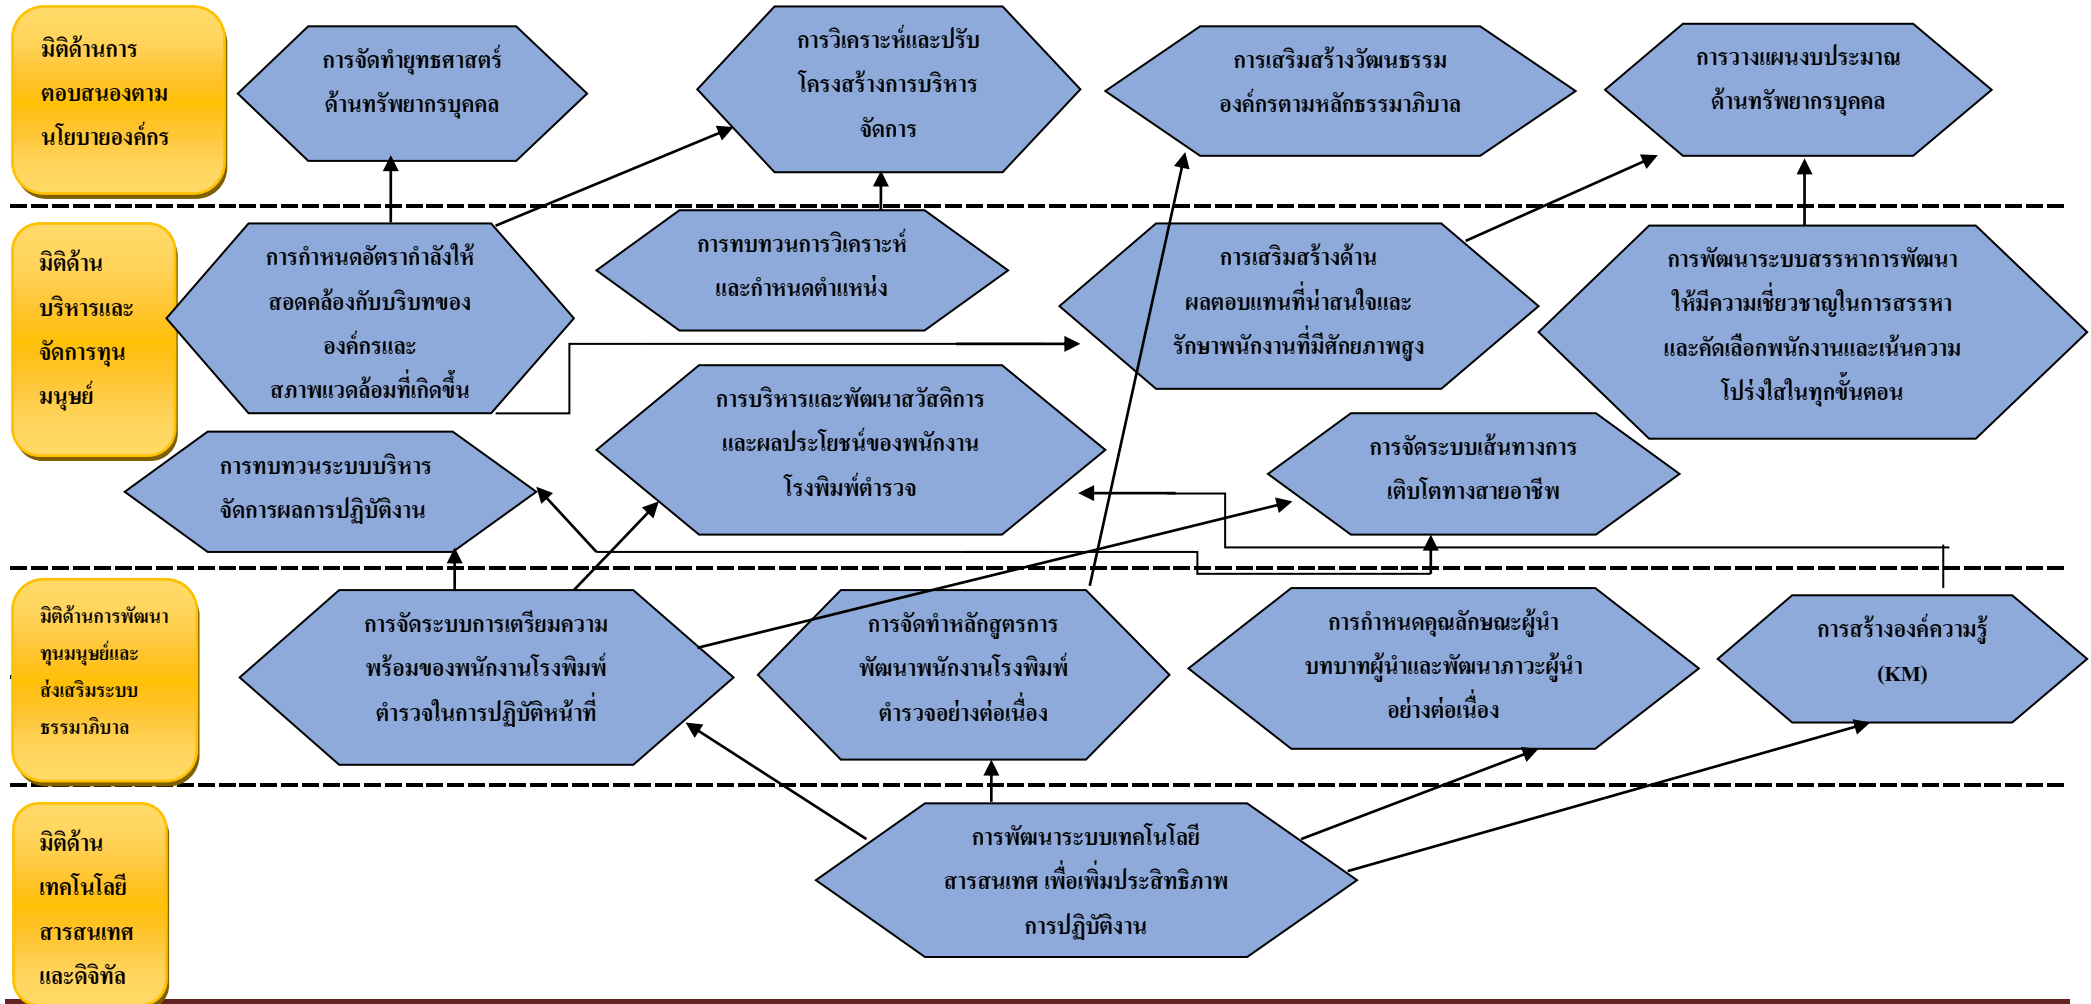 มิติด้านการ
ตอบสนองตาม
นโยบายองค์กร
การจัดทำยุทธศาสตร์
ด้านทรัพยากรบุคคล
การวิเคราะห์และปรับ
โครงสร้างการบริหาร
จัดการ
การเสริมสร้างวัฒนธรรม
องค์กรตามหลักธรรมาภิบาล
การวางแผนงบประมาณ
ด้านทรัพยากรบุคคล
มิติด้าน
บริหารและ
จัดการทุน
มนุษย์
การกำหนดอัตรากำลังให้
สอดคล้องกับบริบทของ
องค์กรและ
สภาพแวดล้อมที่เกิดขึ้น
การทบทวนการวิเคราะห์
และกำหนดตำแหน่ง
การเสริมสร้างด้าน
ผลตอบแทนที่น่าสนใจและ
รักษาพนักงานที่มีศักยภาพสูง
การพัฒนาระบบสรรหาการพัฒนา
ให้มีความเชี่ยวชาญในการสรรหา
และคัดเลือกพนักงานและเน้นความ
โปร่งใสในทุกขั้นตอน
การทบทวนระบบบริหาร
จัดการผลการปฏิบัติงาน
การบริหารและพัฒนาสวัสดิการ
และผลประโยชน์ของพนักงาน
โรงพิมพ์ตำรวจ
การจัดระบบเส้นทางการ
เติบโตทางสายอาชีพ
มิติด้านการพัฒนา
ทุนมนุษย์และ
ส่งเสริมระบบ
ธรรมาภิบาล
การจัดระบบการเตรียมความ
พร้อมของพนักงานโรงพิมพ์
ตำรวจในการปฏิบัติหน้าที่
การจัดทำหลักสูตรการ
พัฒนาพนักงานโรงพิมพ์
ตำรวจอย่างต่อเนื่อง
การกำหนดคุณลักษณะผู้นำ
บทบาทผู้นำและพัฒนาภาวะผู้นำ
อย่างต่อเนื่อง
การสร้างองค์ความรู้
(KM)
มิติด้าน
เทคโนโลยี
สารสนเทศ
และดิจิทัล
การพัฒนาระบบเทคโนโลยี
สารสนเทศ เพื่อเพิ่มประสิทธิภาพ
การปฏิบัติงาน